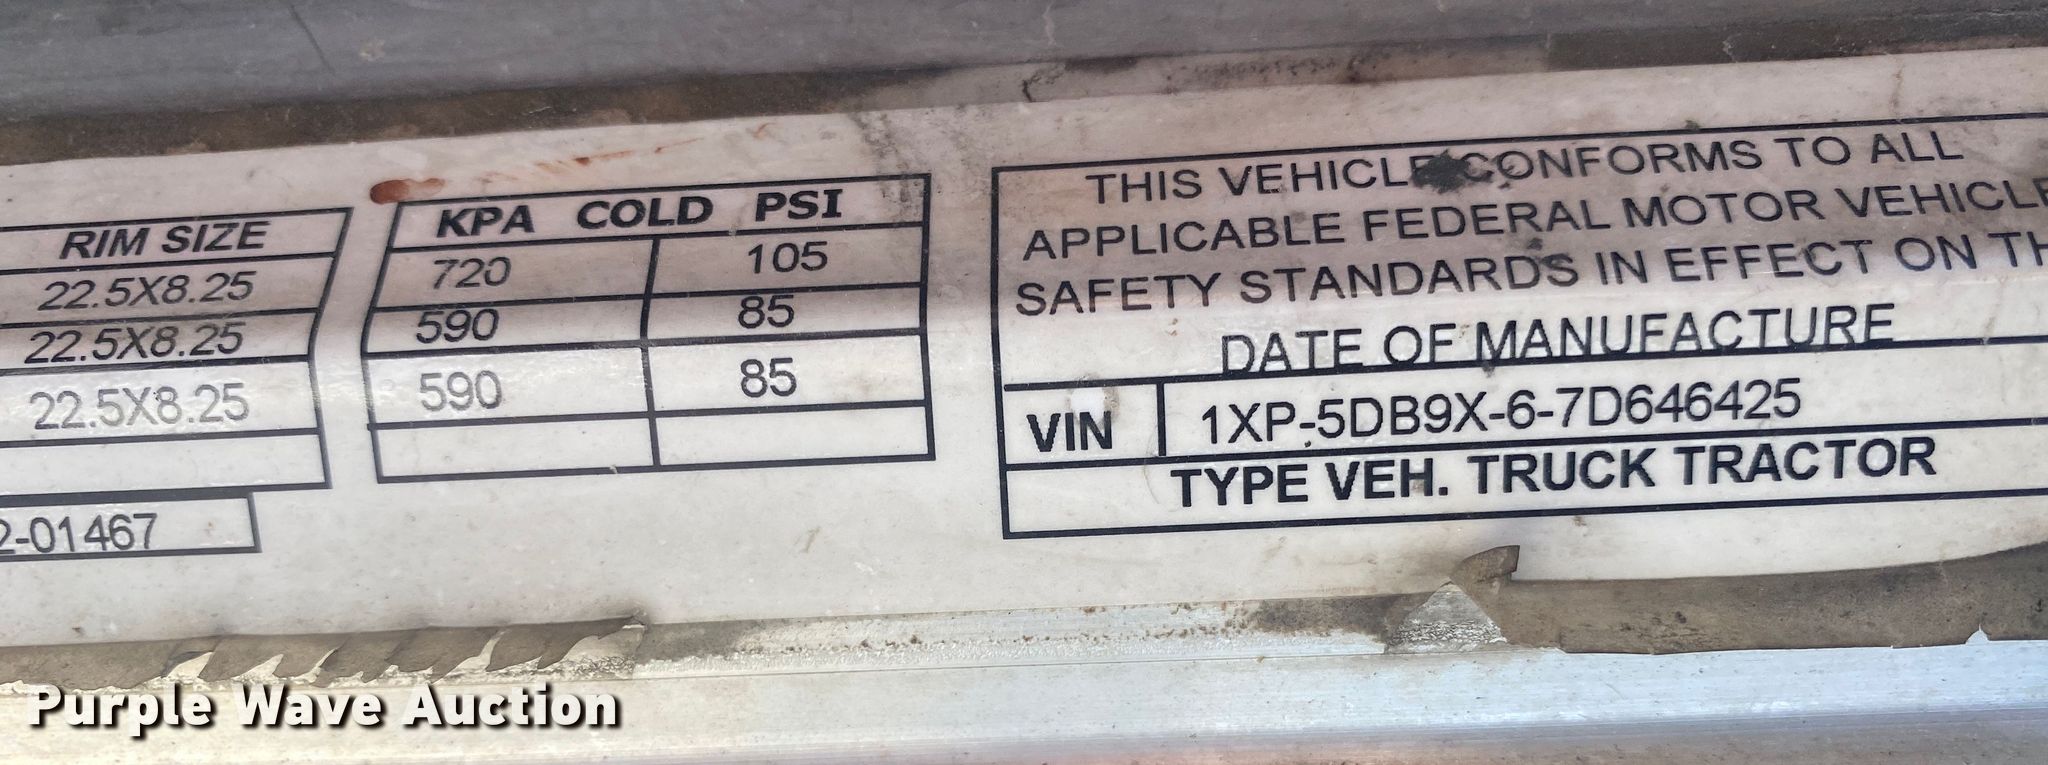 RIM SIZE
22.5X8.25
22.5X8.25
22.5X8.25
2-01467
KPA COLD PSI
720 105
590 85
590 85
THIS VEHICLE CONFORMS TO ALL
APPLICABLE FEDERAL MOTOR VEHICLE
SAFETY STANDARDS IN EFFECT ON TH
DATE OF MANUFACTURE
VIN 1XP-5DB9X-6-7D646425
TYPE VEH. TRUCK TRACTOR
Purple Wave Auction